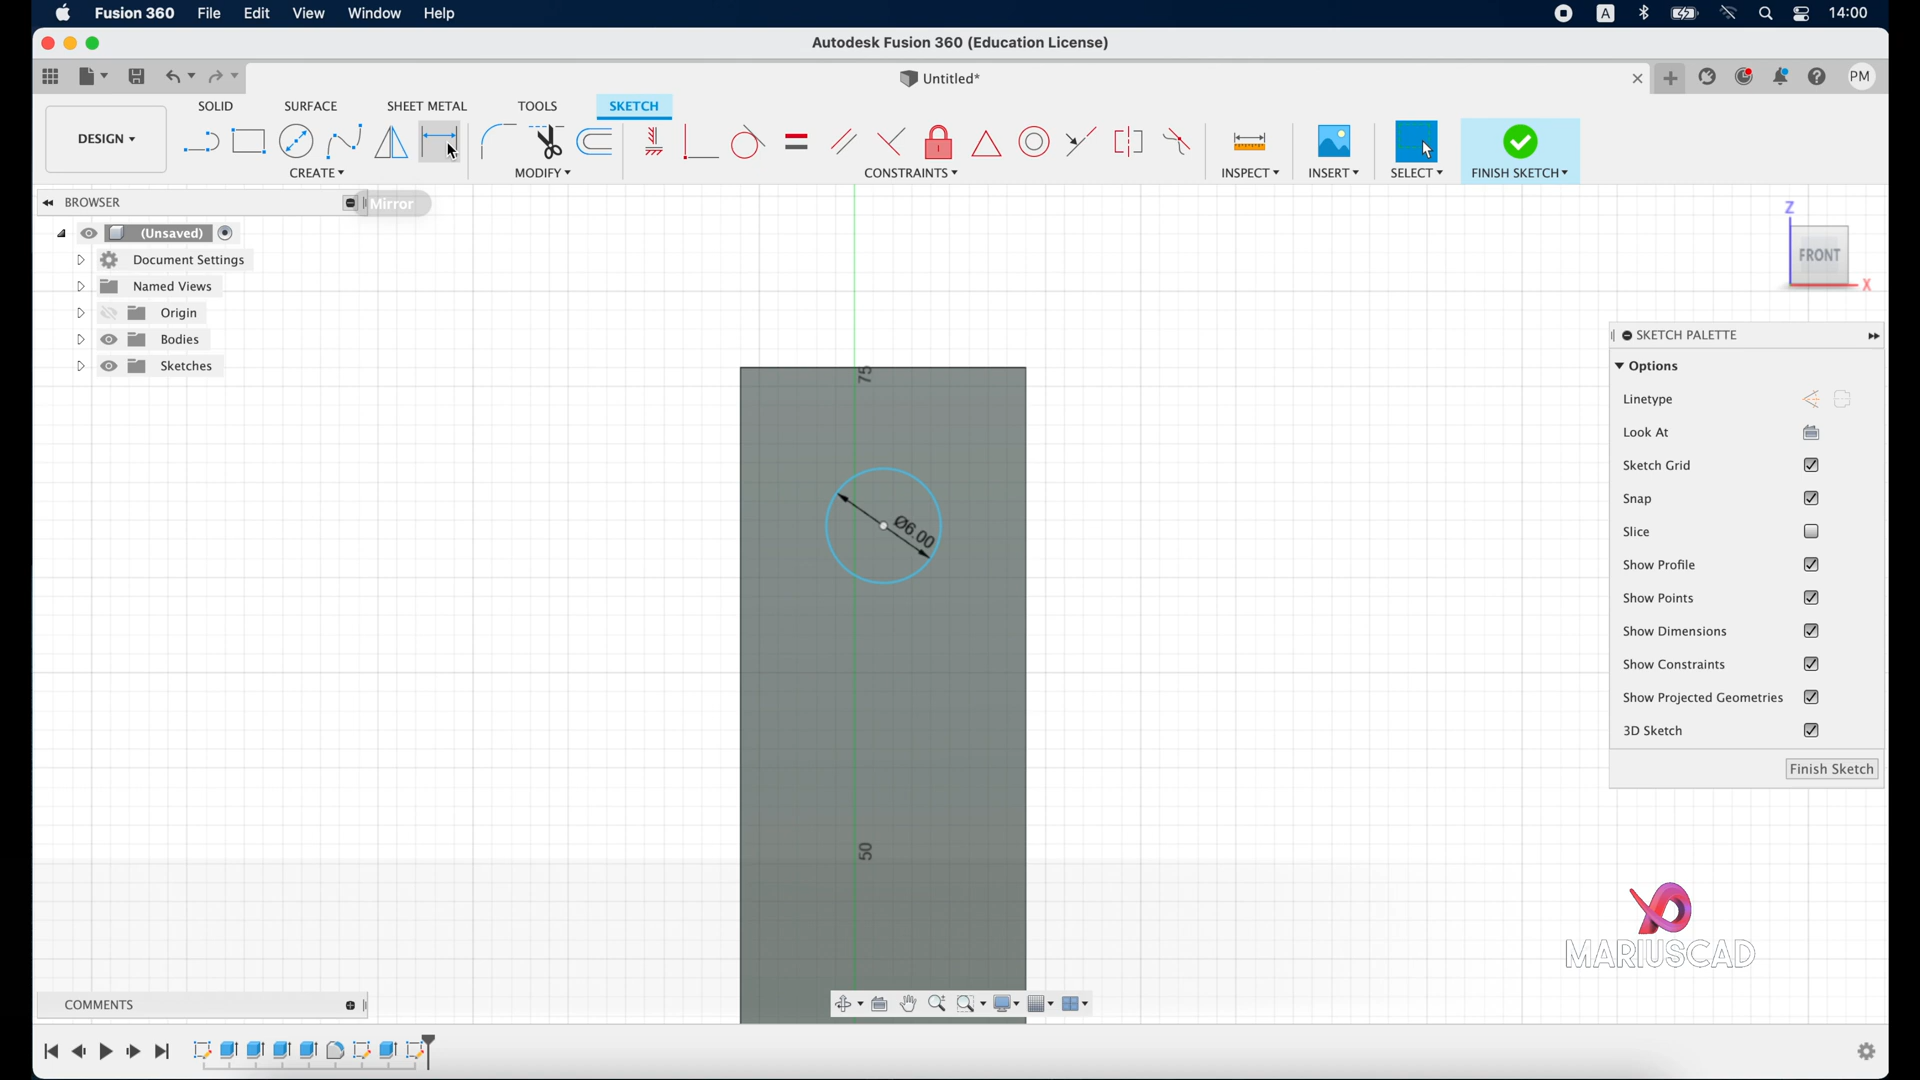 Fusion 360 File Edit View Window Help A 14:00
Autodesk Fusion 360 (Education License)
Untitled* PM
SOLID SURFACE SHEET METAL TOOLS SKETCH
DESIGN
CREATE MODIFY CONSTRAINTS INSPECT INSERT SELECT FINISH SKETCH
BROWSER Mirror
(Unsaved)
Document Settings
Named Views
Origin
Bodies
Sketches
Z
FRONT
X
SKETCH PALETTE
Options
Linetype
Look At
Sketch Grid
Snap
Slice
Show Profile
Show Points
Show Dimensions
Show Constraints
Show Projected Geometries
3D Sketch
Finish Sketch
75
Ø6.00
50
MARIUSCAD
COMMENTS